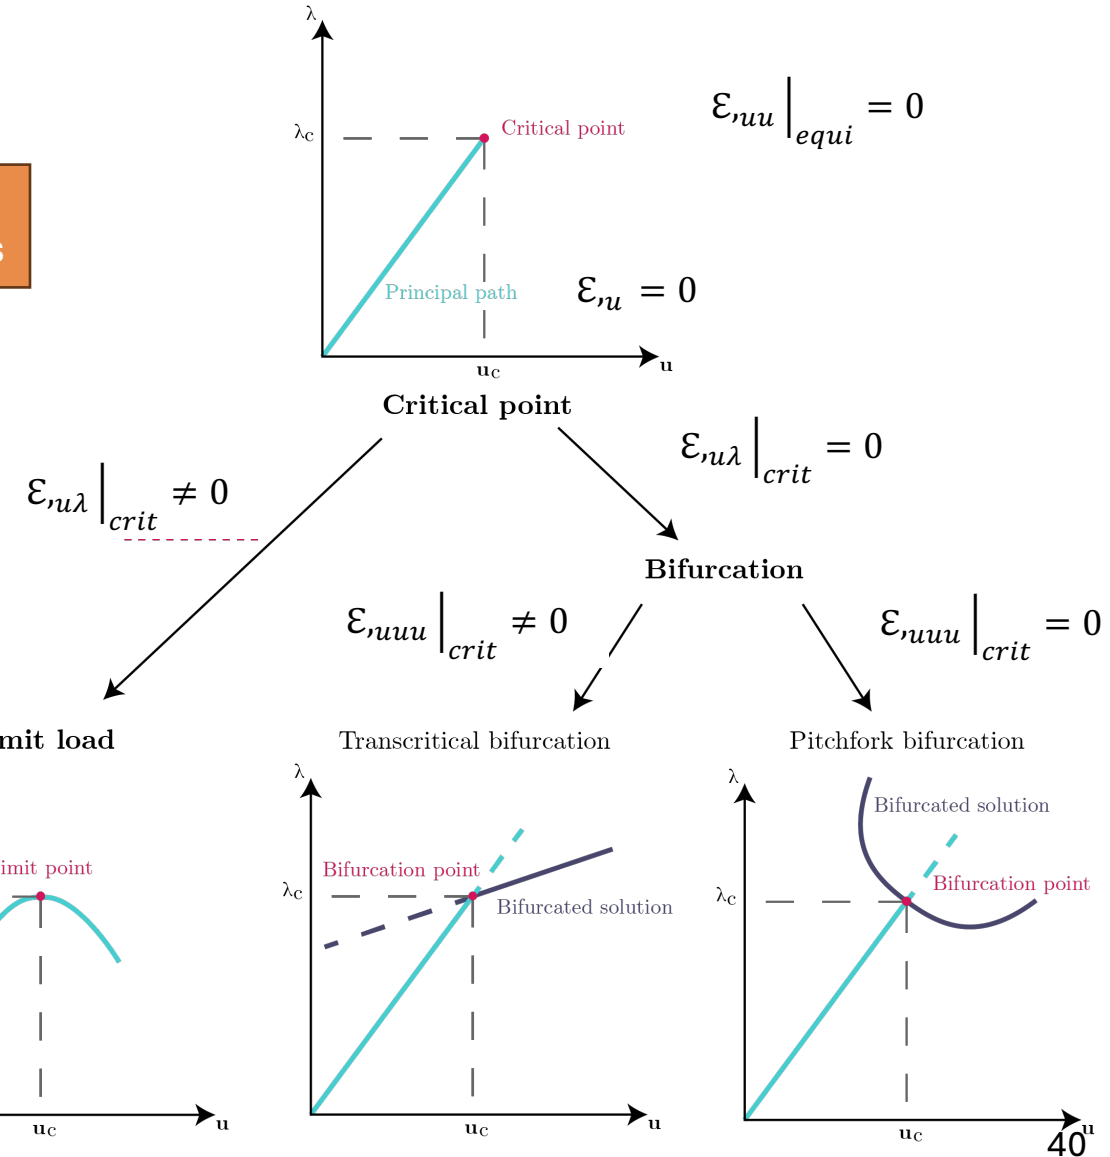 λ
ℰ,uu |equi = 0
λc
Critical point
s
Principal path
ℰ,u = 0
uc
u
Critical point
ℰ,uλ |crit = 0
ℰ,uλ |crit ≠ 0
Bifurcation
ℰ,uuu |crit ≠ 0
ℰ,uuu |crit = 0
mit load
Transcritical bifurcation
Pitchfork bifurcation
λ
λ
Bifurcated solution
imit point
Bifurcation point
Bifurcation point
λc
λc
Bifurcated solution
uc
u
uc
u
uc
u
40